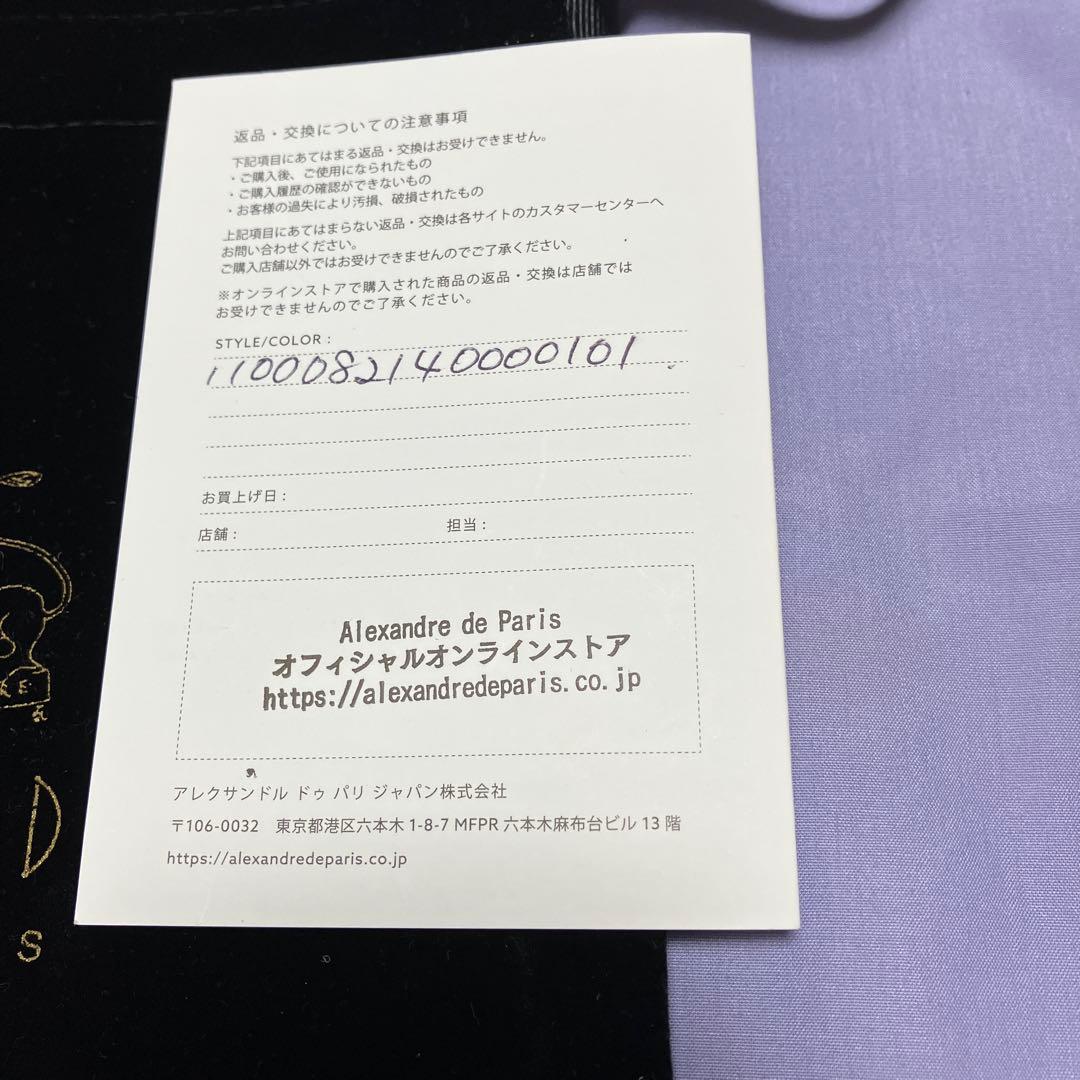 返品・交換についての注意事項
下記項目にあてはまる返品・交換はお受けできません。
・ご購入後、ご使用になられたもの
・ご購入履歴の確認ができないもの
・お客様の過失により汚損、破損されたもの
上記項目にあてはまらない返品・交換は各サイトのカスタマーセンターへ
お問い合わせください。
ご購入店舗以外ではお受けできませんのでご了承ください。
※オンラインストアで購入された商品の返品・交換は店舗では
お受けできませんのでご了承ください。
STYLE/COLOR :
1100082140000101
お買上げ日 :
店舗 :
担当 :
Alexandre de Paris
オフィシャルオンラインストア
https://alexandredeparis.co.jp
アレクサンドル ドゥ パリ ジャパン株式会社
〒106-0032 東京都港区六本木 1-8-7 MFPR 六本木麻布台ビル 13 階
https://alexandredeparis.co.jp
D
s